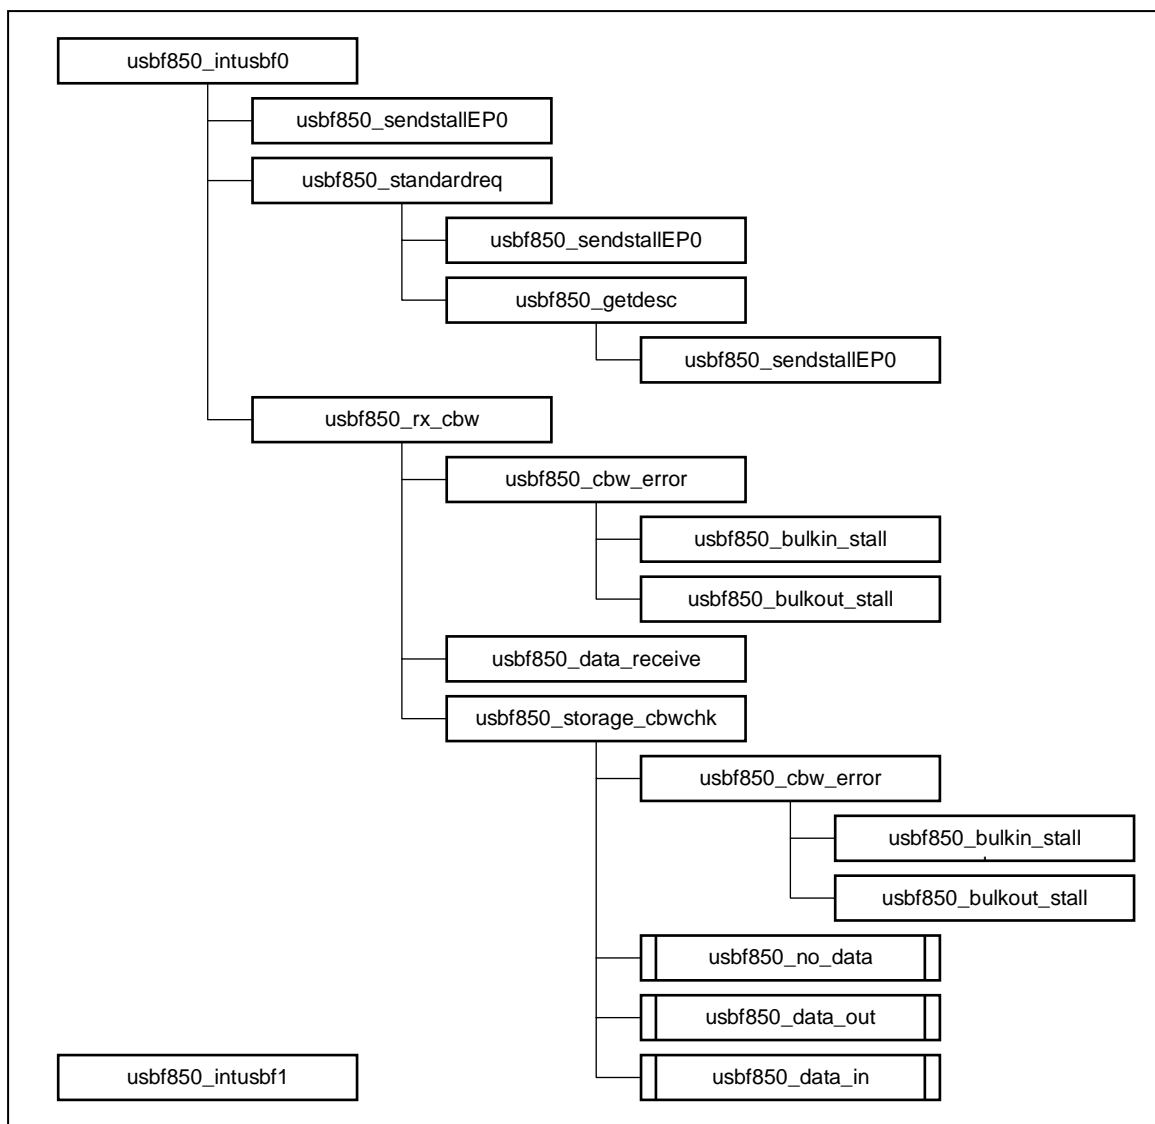 usbf850_intusbf0
usbf850_sendstallEP0
usbf850_standardreq
usbf850_sendstallEP0
usbf850_getdesc
usbf850_sendstallEP0
usbf850_rx_cbw
usbf850_cbw_error
usbf850_bulkin_stall
usbf850_bulkout_stall
usbf850_data_receive
usbf850_storage_cbwchk
usbf850_cbw_error
usbf850_bulkin_stall
usbf850_bulkout_stall
usbf850_no_data
usbf850_data_out
usbf850_data_in
usbf850_intusbf1